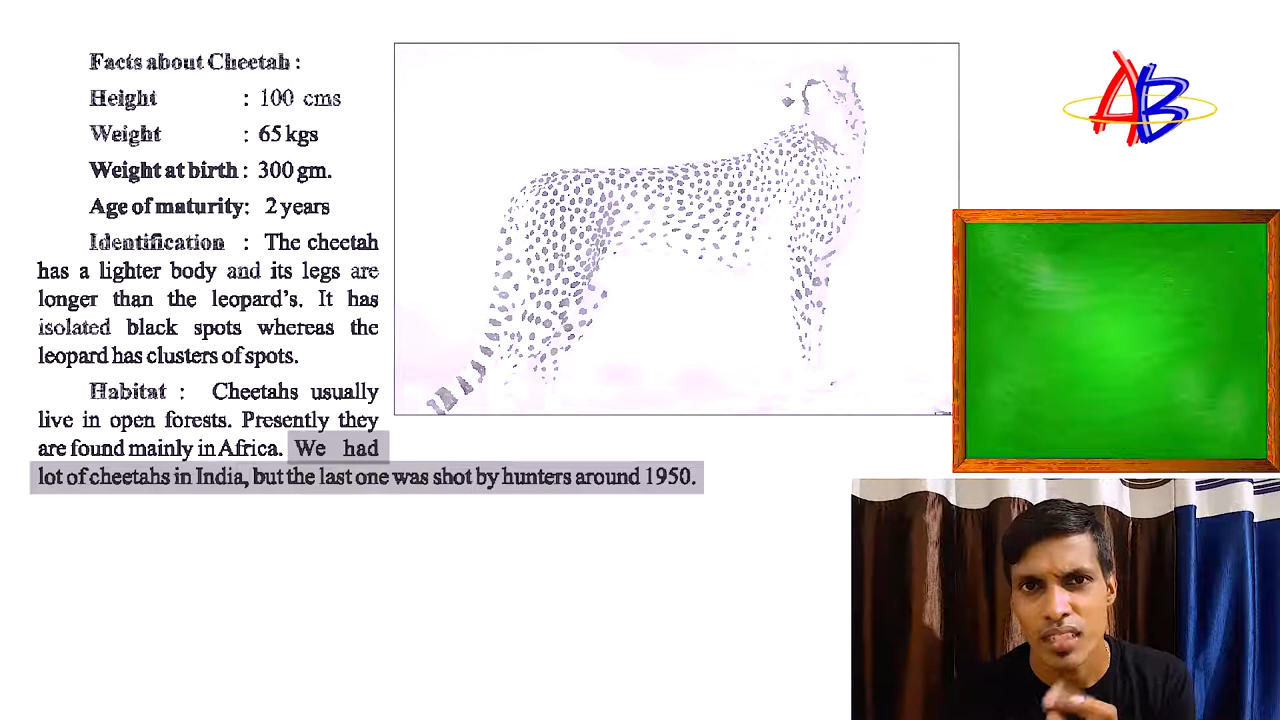 Facts about Cheetah :
Height : 100 cms
Weight : 65 kgs
Weight at birth : 300 gm.
Age of maturity: 2 years
Identification : The cheetah
has a lighter body and its legs are
longer than the leopard's. It has
isolated black spots whereas the
leopard has clusters of spots.
Habitat : Cheetahs usually
live in open forests. Presently they
are found mainly in Africa. We had
lot of cheetahs in India, but the last one was shot by hunters around 1950.
AB